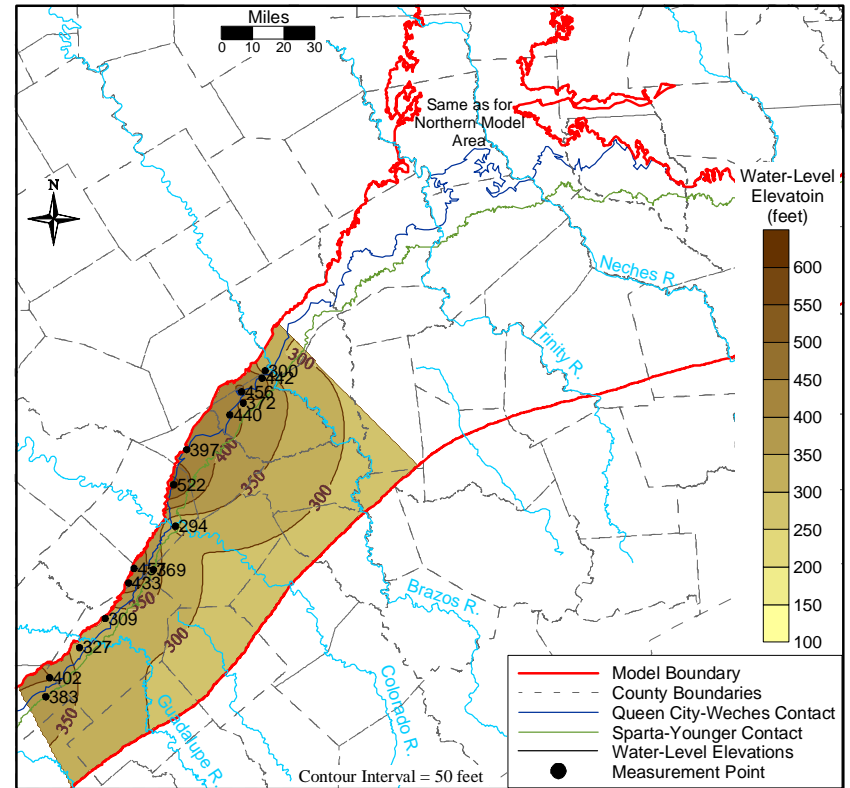 Miles
0 10 20 30
Same as for
Northern Model
Area
N
Water-Level
Elevatoin
(feet)
600
550
500
450
400
350
300
250
200
150
100
Neches R.
Trinity R.
Brazos R.
Colorado R.
Guadalupe R.
300
300
442
456
372
440
397
400
522
350
300
294
457
369
433
350
309
300
327
402
383
350
Model Boundary
County Boundaries
Queen City-Weches Contact
Sparta-Younger Contact
Water-Level Elevations
Measurement Point
Contour Interval = 50 feet